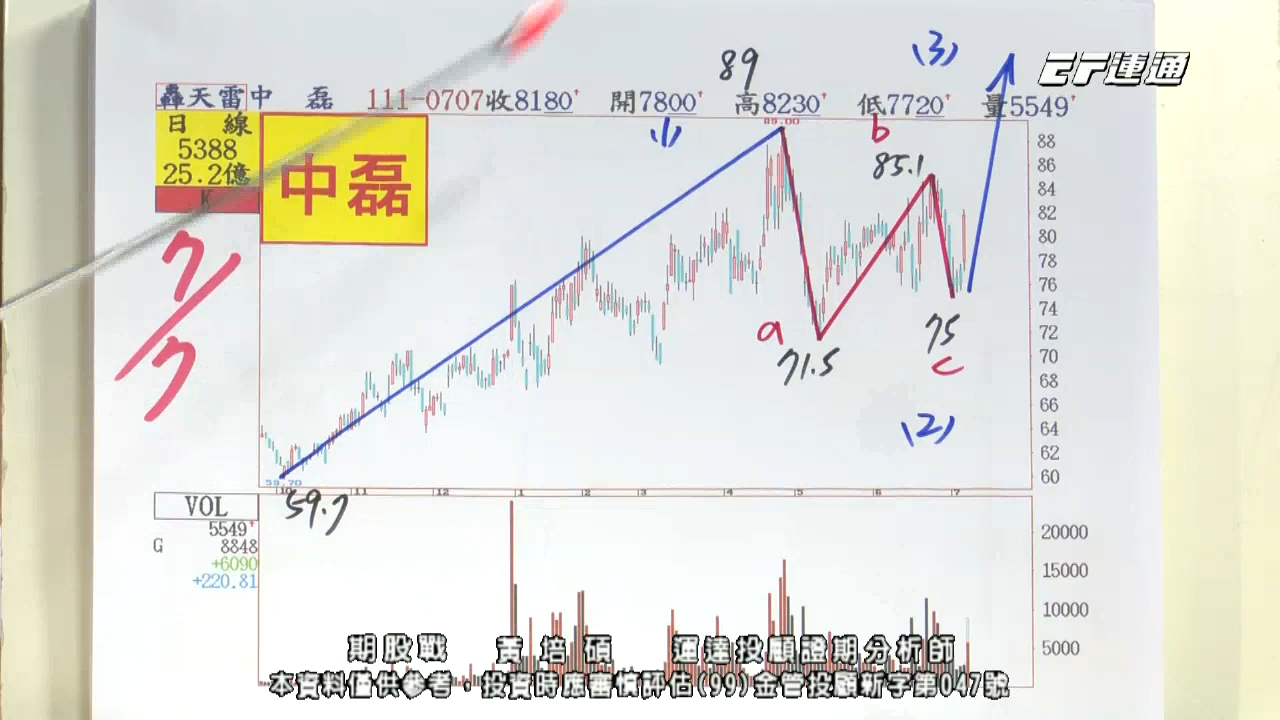 89
(3)
EF運通
轟天雷中 磊 111-0707收8180↑ 開7800↑ 高8230↑ 低7720↑ 量5549↑
日 線
5388
25.2億
K
中磊
7/7
(1)
89.00
b
85.1
88
86
84
82
80
78
76
74
72
70
68
66
64
62
60
a
71.5
75
c
(2)
59.70
59.7
10 11 12 1 2 3 4 5 6 7
VOL
5549↑
G 8848
+6090
+220.81
20000
15000
10000
5000
期股戰 黃培碩 運達投顧證期分析師
本資料僅供參考，投資時應審慎評估(99)金管投顧新字第047號